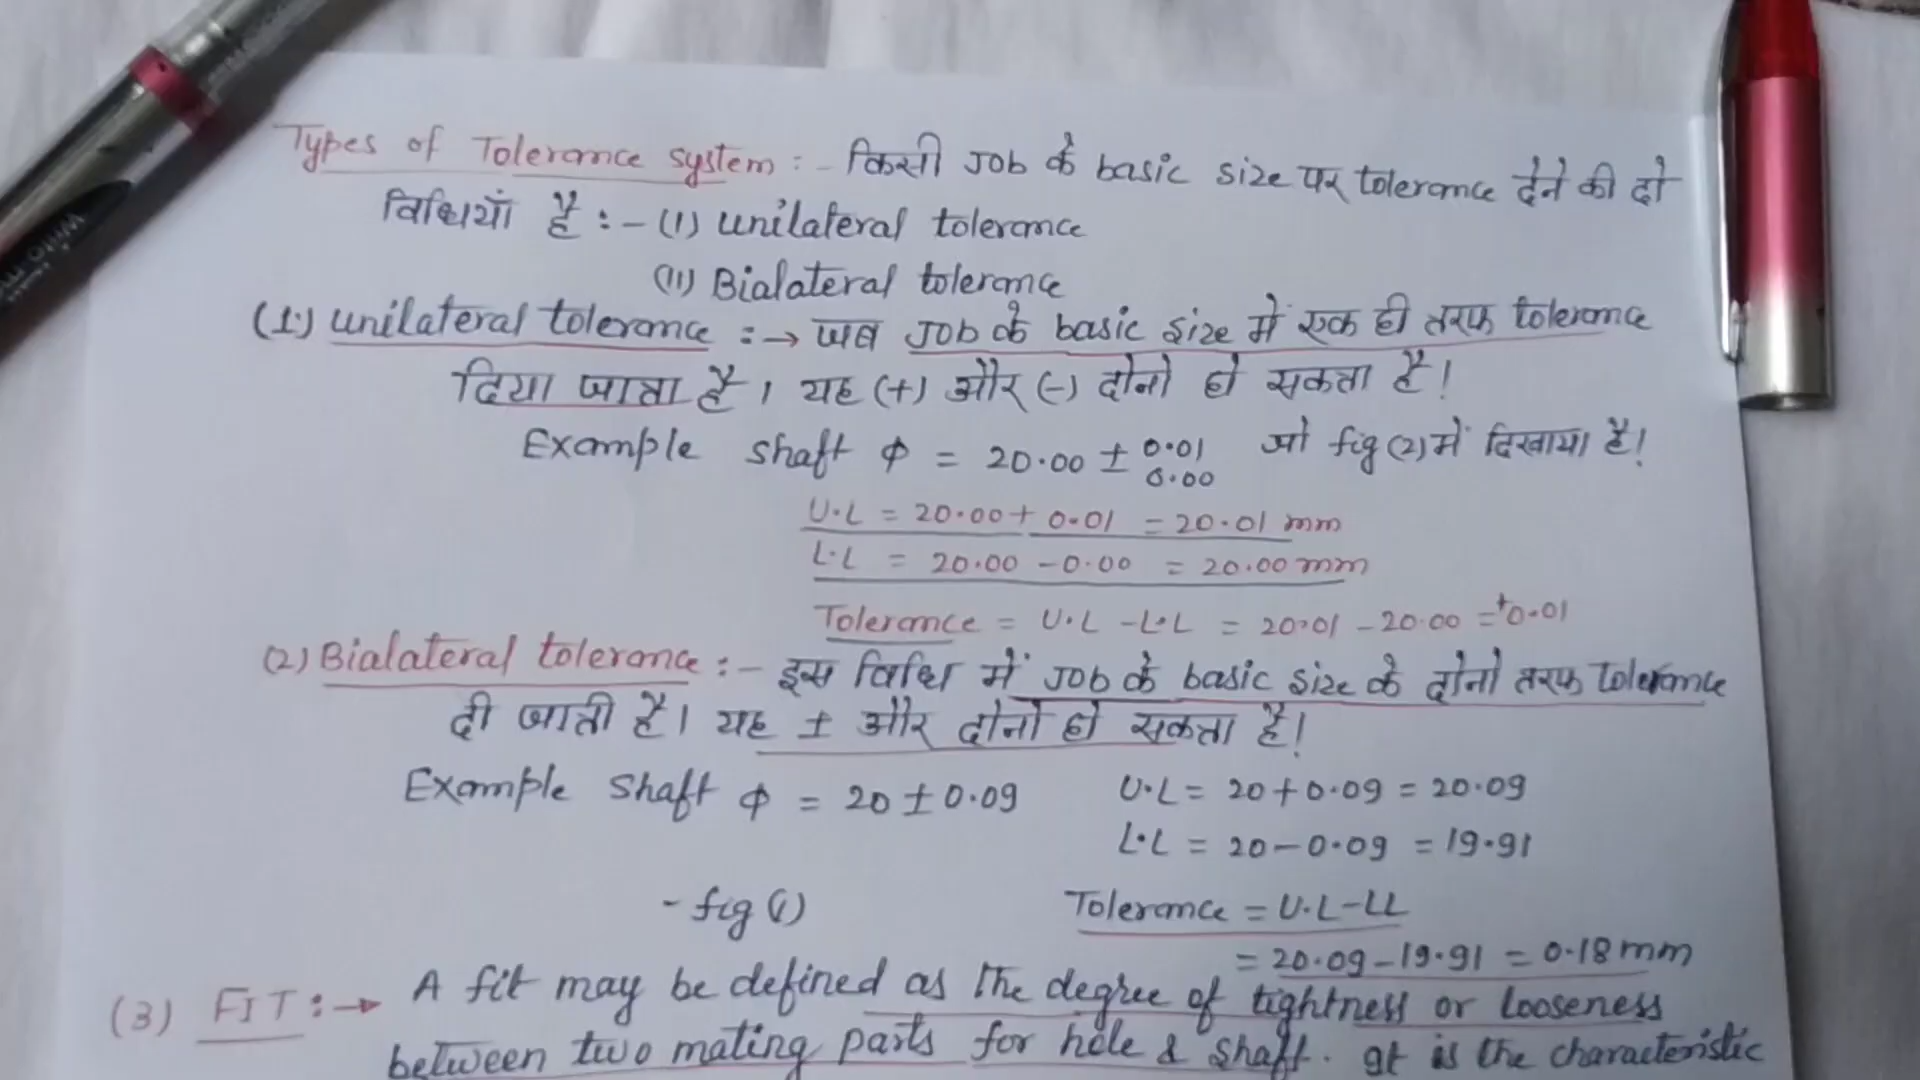 Types of Tolerance system :- किसी Job के basic size पर tolerance देने की दो
विधियाँ हैं :- (1) unilateral tolerance
(11) Bialateral tolerance
(1.) unilateral tolerance :→ जब Job के basic size में एक ही तरफ tolerance
दिया जाता है । यह (+) और (-) दोनो हो सकता है !
Example shaft ϕ = 20.00 ± 0.01 जो fig (2) में दिखाया है !
0.00
U.L = 20.00 + 0.01 = 20.01 mm
L.L = 20.00 - 0.00 = 20.00 mm
Tolerance = U.L - L.L = 20.01 - 20.00 = +0.01
(2) Bialateral tolerance :- इस विधि में Job के basic size के दोनो तरफ tolerance
दी जाती है । यह ± और दोनो हो सकता है !
Example Shaft ϕ = 20 ± 0.09 U.L = 20 + 0.09 = 20.09
L.L = 20 - 0.09 = 19.91
- fig (1) Tolerance = U.L - LL
= 20.09 - 19.91 = 0.18 mm
(3) FIT :→ A fit may be defined as the degree of tightness or looseness
between two mating parts for hole & shaft. It is the characteristic